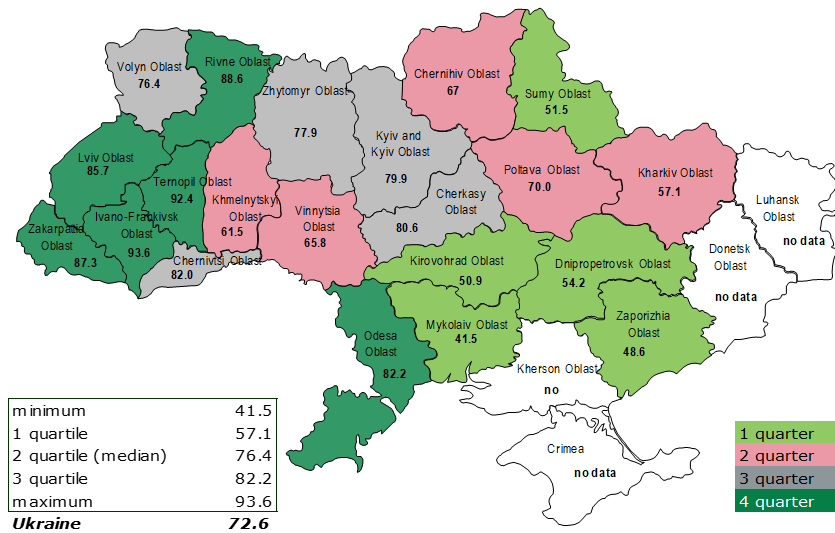 Volyn Oblast
76.4
Rivne Oblast
88.6
Zhytomyr Oblast
77.9
Chernihiv Oblast
67
Sumy Oblast
51.5
Kyiv and
Kyiv Oblast
79.9
Lviv Oblast
85.7
Ternopil Oblast
92.4
Khmelnytskyi
Oblast
61.5
Vinnytsia
Oblast
65.8
Cherkasy
Oblast
80.6
Poltava Oblast
70.0
Kharkiv Oblast
57.1
Luhansk
Oblast
no data
Zakarpattia
Oblast
87.3
Ivano-Frankivsk
Oblast
93.6
Chernivtsi Oblast
82.0
Kirovohrad Oblast
50.9
Dnipropetrovsk Oblast
54.2
Donetsk
Oblast
no data
Odesa
Oblast
82.2
Mykolaiv Oblast
41.5
Zaporizhia
Oblast
48.6
Kherson Oblast
no
Crimea
no data
minimum 41.5
1 quartile 57.1
2 quartile (median) 76.4
3 quartile 82.2
maximum 93.6
Ukraine 72.6
1 quarter
2 quarter
3 quarter
4 quarter